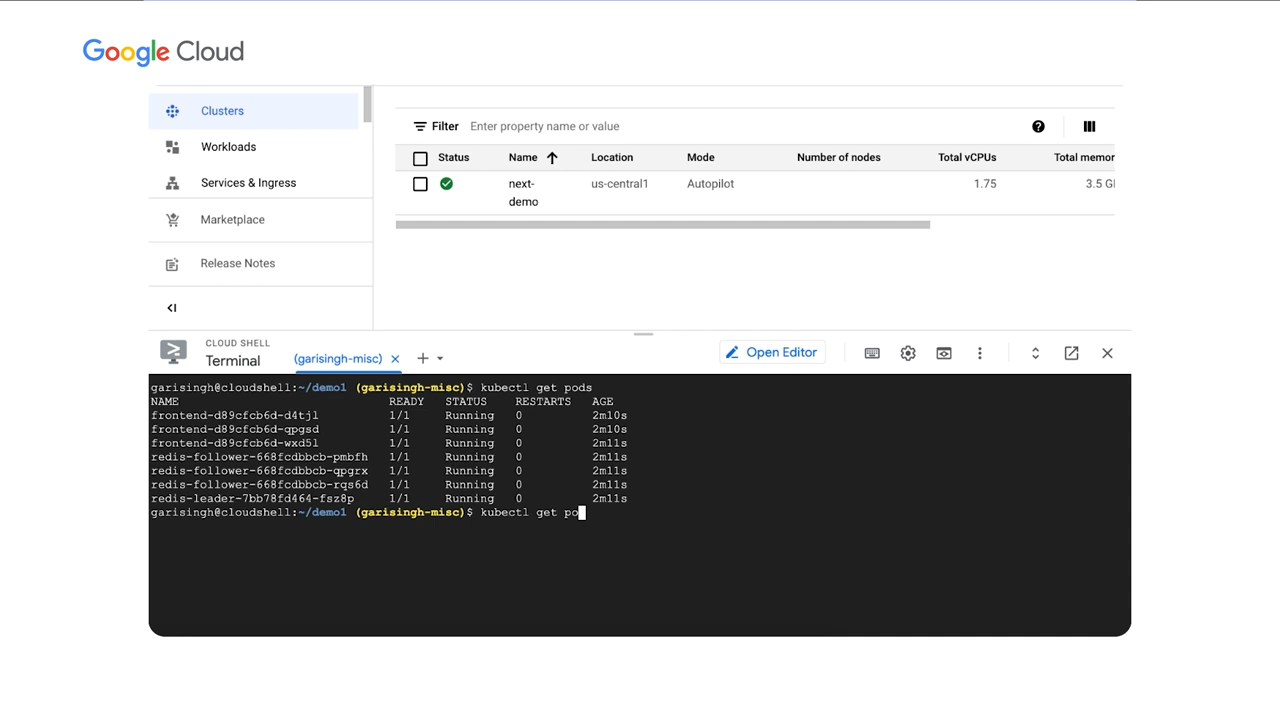 Google Cloud
Clusters
Workloads
Services & Ingress
Marketplace
Release Notes
Filter Enter property name or value
Status Name Location Mode Number of nodes Total vCPUs Total memor
next-demo us-central1 Autopilot 1.75 3.5 G
CLOUD SHELL
Terminal (garisingh-misc) Open Editor
garisingh@cloudshell:~/demo1 (garisingh-misc)$ kubectl get pods
NAME READY STATUS RESTARTS AGE
frontend-d89cfcb6d-d4tjl 1/1 Running 0 2m10s
frontend-d89cfcb6d-qpgsd 1/1 Running 0 2m10s
frontend-d89cfcb6d-wxd5l 1/1 Running 0 2m11s
redis-follower-668fcdbbcb-pmbfh 1/1 Running 0 2m11s
redis-follower-668fcdbbcb-qpgrx 1/1 Running 0 2m11s
redis-follower-668fcdbbcb-rqs6d 1/1 Running 0 2m11s
redis-leader-7bb78fd464-fsz8p 1/1 Running 0 2m11s
garisingh@cloudshell:~/demo1 (garisingh-misc)$ kubectl get po